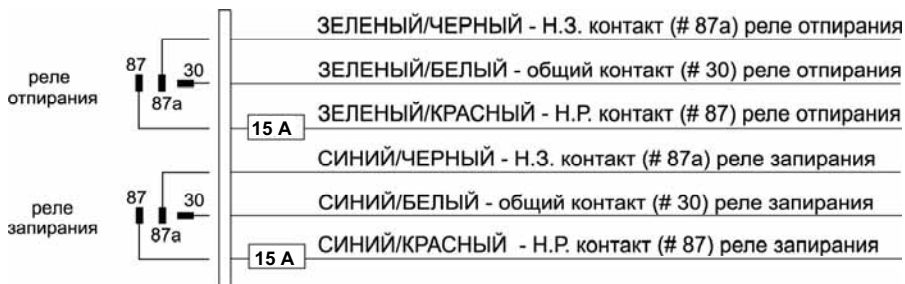 ЗЕЛЕНЫЙ/ЧЕРНЫЙ - Н.З. контакт (# 87а) реле отпирания
87
30
87а
реле
отпирания
ЗЕЛЕНЫЙ/БЕЛЫЙ - общий контакт (# 30) реле отпирания
15 А
ЗЕЛЕНЫЙ/КРАСНЫЙ - Н.Р. контакт (# 87) реле отпирания
СИНИЙ/ЧЕРНЫЙ - Н.З. контакт (# 87а) реле запирания
87
30
87а
реле
запирания
СИНИЙ/БЕЛЫЙ - общий контакт (# 30) реле запирания
15 А
СИНИЙ/КРАСНЫЙ - Н.Р. контакт (# 87) реле запирания